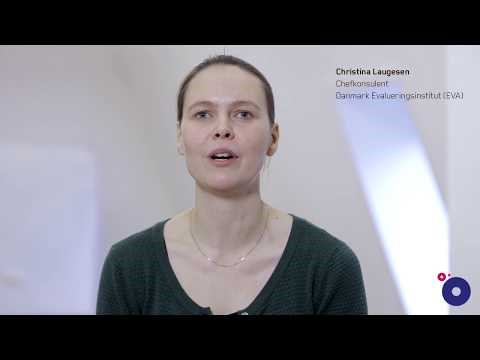 Christina Laugesen
Chefkonsulent
Danmark Evalueringsinstitut (EVA)